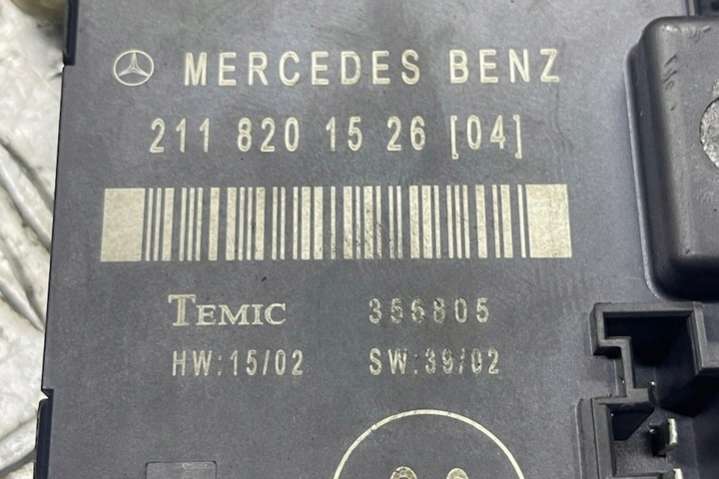 MERCEDES BENZ
211 820 15 26 [04]
TEMIC 356805
HW:15/02 SW:39/02